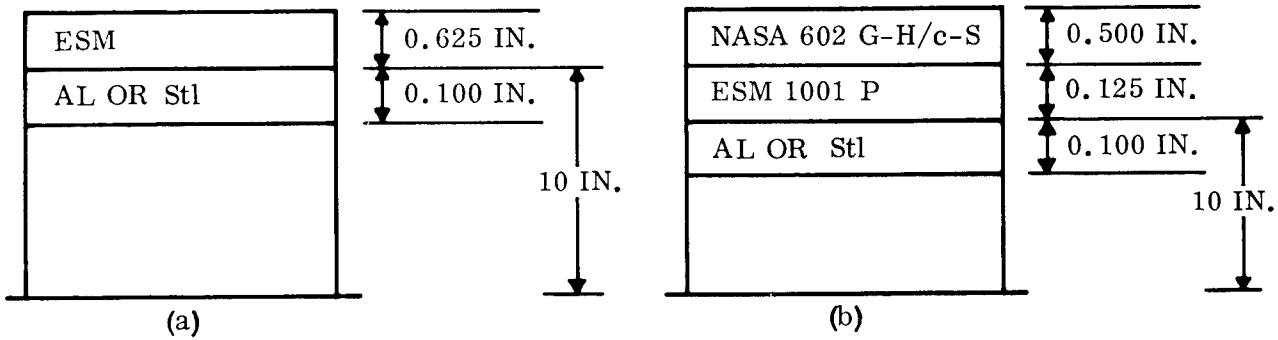 ESM
0.625 IN.
AL OR Stl
0.100 IN.
10 IN.
(a)
NASA 602 G-H/c-S
0.500 IN.
ESM 1001 P
0.125 IN.
AL OR Stl
0.100 IN.
10 IN.
(b)